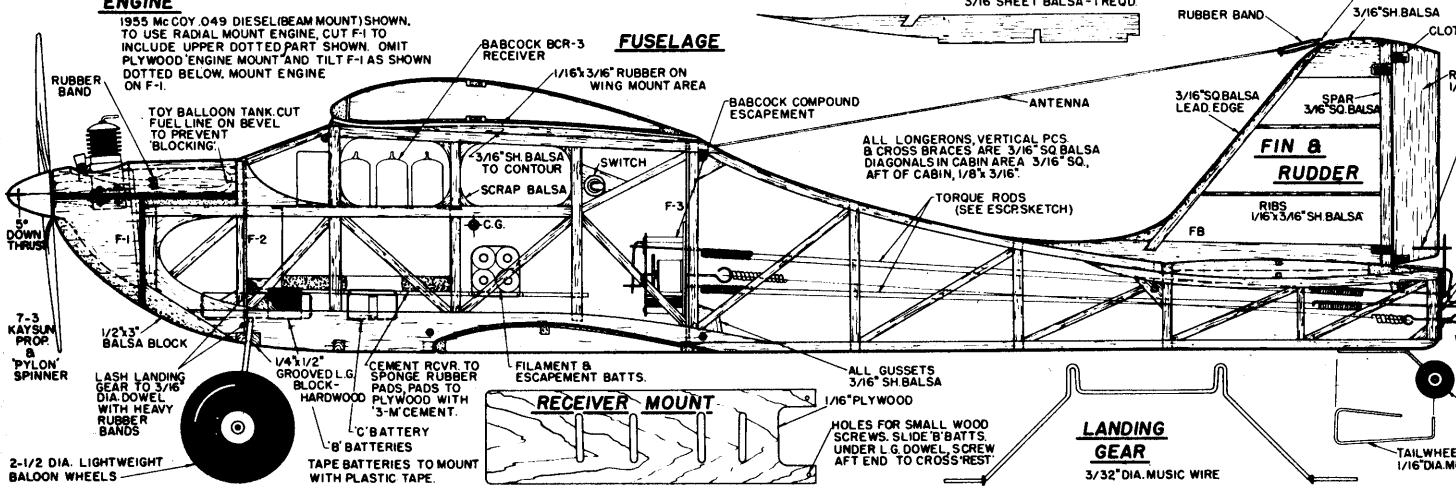 ENGINE
1955 McCOY .049 DIESEL (BEAM MOUNT) SHOWN.
TO USE RADIAL MOUNT ENGINE, CUT F-1 TO
INCLUDE UPPER DOTTED PART SHOWN. OMIT
PLYWOOD 'ENGINE MOUNT' AND TILT F-1 AS SHOWN
DOTTED BELOW. MOUNT ENGINE
ON F-1.
RUBBER
BAND
TOY BALLOON TANK. CUT
FUEL LINE ON BEVEL
TO PREVENT
'BLOCKING'.
BABCOCK BCR-3
RECEIVER
FUSELAGE
1/16" x 3/16" RUBBER ON
WING MOUNT AREA
3/16" SHEET BALSA - 1 REQD.
RUBBER BAND
3/16" SH. BALSA
BABCOCK COMPOUND
ESCAPEMENT
ANTENNA
3/16" SQ. BALSA
LEAD. EDGE
SPAR
3/16" SQ. BALSA
3/16" SH. BALSA
TO CONTOUR
SWITCH
SCRAP BALSA
ALL LONGERONS, VERTICAL PCS.
& CROSS BRACES ARE 3/16" SQ BALSA
DIAGONALS IN CABIN AREA 3/16" SQ.,
AFT OF CABIN, 1/8" x 3/16".
FIN &
RUDDER
TORQUE RODS
(SEE ESCP. SKETCH)
RIBS
1/16" x 3/16" SH. BALSA
5°
DOWN
THRUST
F-1
F-2
C.G.
F-3
FB
7-3
KAYSUN
PROP.
&
'PYLON'
SPINNER
1/2" x 3"
BALSA BLOCK
LASH LANDING
GEAR TO 3/16"
DIA. DOWEL
WITH HEAVY
RUBBER
BANDS
1/4" x 1/2"
GROOVED L.G.
BLOCK-
HARDWOOD
CEMENT RCVR. TO
SPONGE RUBBER
PADS, PADS TO
PLYWOOD WITH
'3-M' CEMENT.
FILAMENT &
ESCAPEMENT BATTS.
ALL GUSSETS
3/16" SH. BALSA
'C' BATTERY
'B' BATTERIES
TAPE BATTERIES TO MOUNT
WITH PLASTIC TAPE.
2-1/2 DIA. LIGHTWEIGHT
BALOON WHEELS
RECEIVER MOUNT
1/16" PLYWOOD
HOLES FOR SMALL WOOD
SCREWS. SLIDE 'B' BATTS.
UNDER L.G. DOWEL, SCREW
AFT END TO CROSS 'REST'
LANDING
GEAR
3/32" DIA. MUSIC WIRE